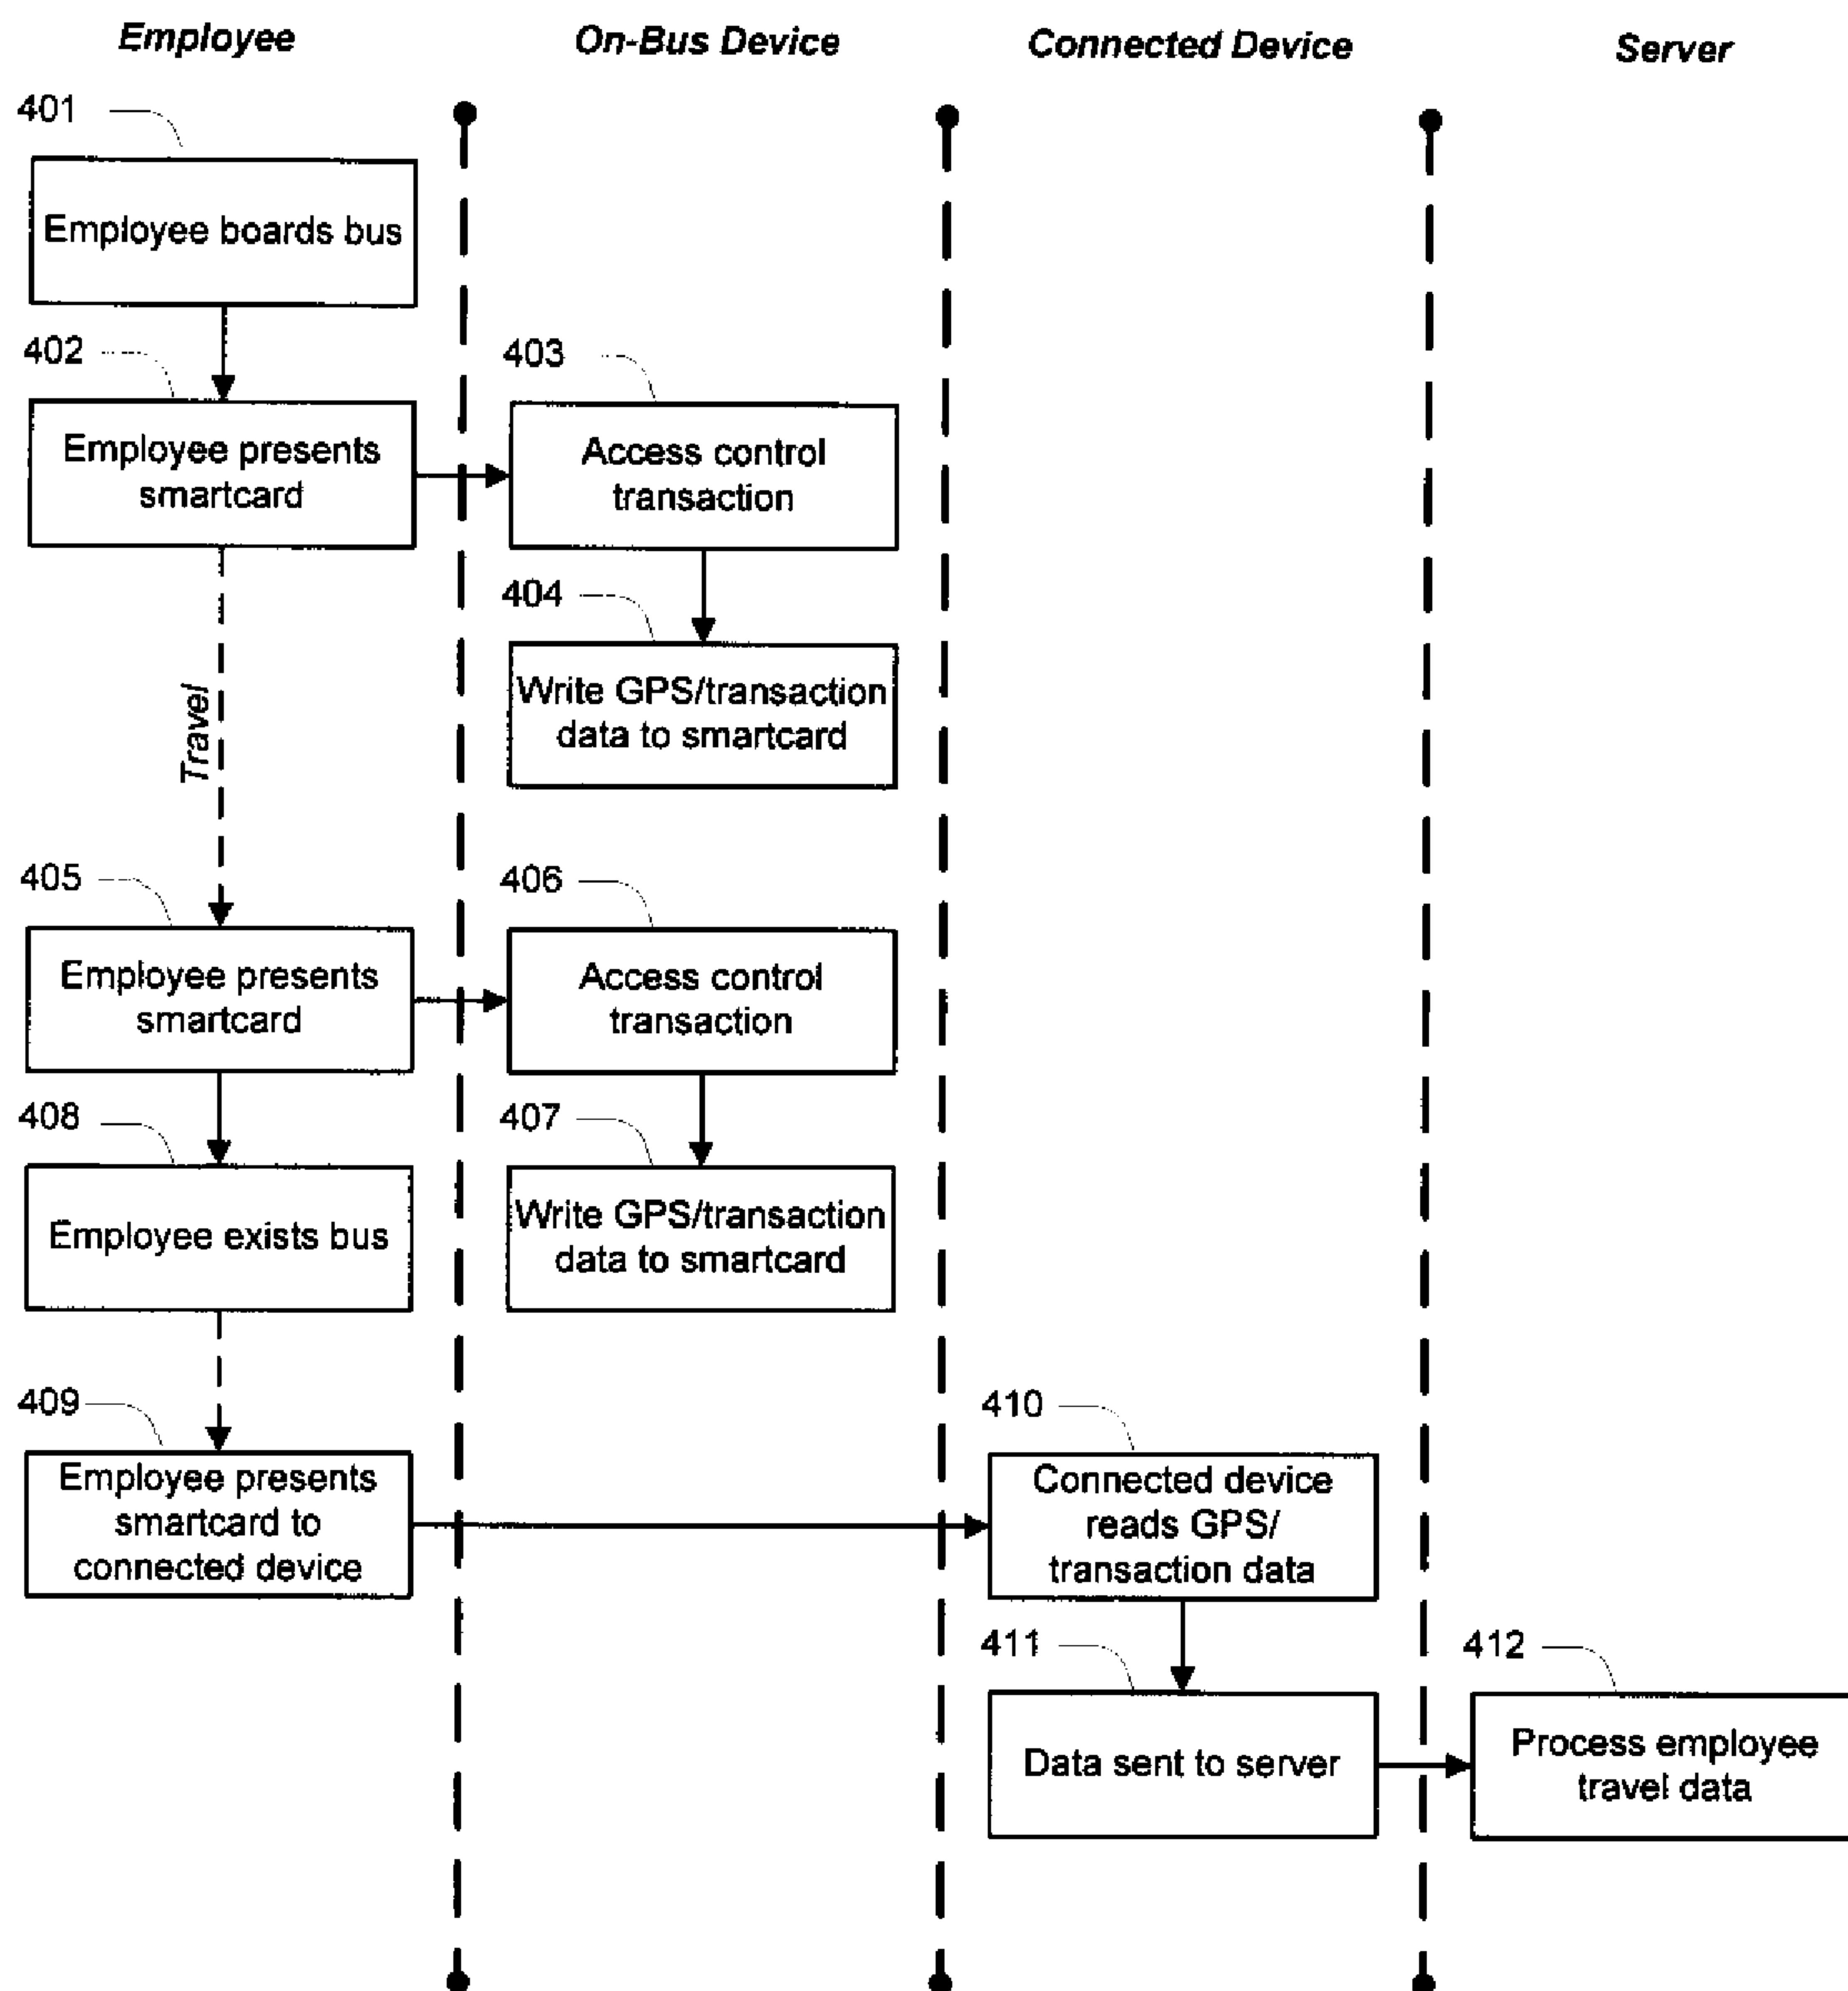 Employee
On-Bus Device
Connected Device
Server
401
Employee boards bus
402
Employee presents
smartcard
403
Access control
transaction
404
Write GPS/transaction
data to smartcard
Travel
405
Employee presents
smartcard
406
Access control
transaction
408
Employee exists bus
407
Write GPS/transaction
data to smartcard
409
Employee presents
smartcard to
connected device
410
Connected device
reads GPS/
transaction data
411
Data sent to server
412
Process employee
travel data